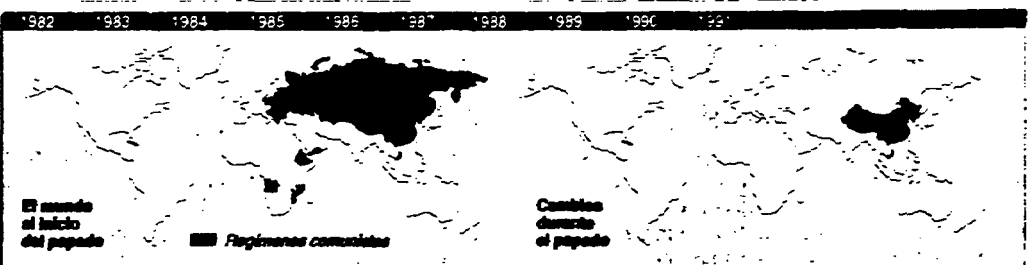 1982 1983 1984 1985 1986 1987 1988 1989 1990 1991
El mundo
al inicio
del papado
Regímenes comunistas
Cambios
durante
el papado